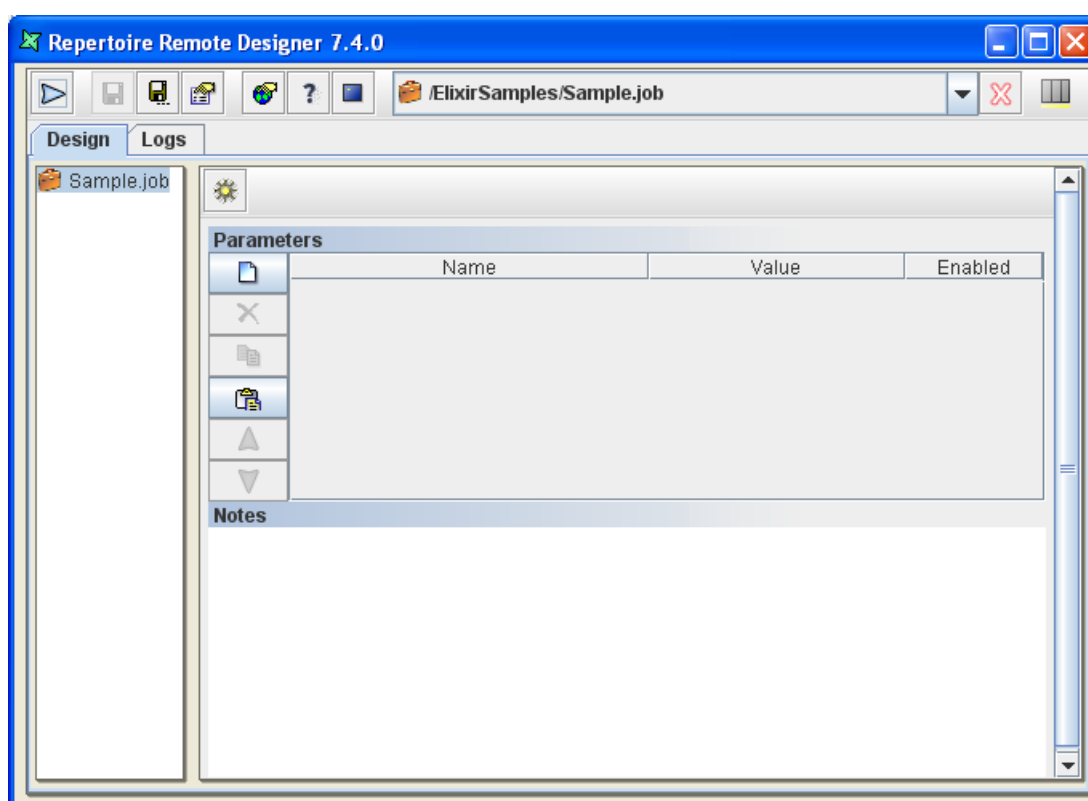 Repertoire Remote Designer 7.4.0
? /ElixirSamples/Sample.job
Design Logs
Sample.job
Parameters
Name Value Enabled
Notes